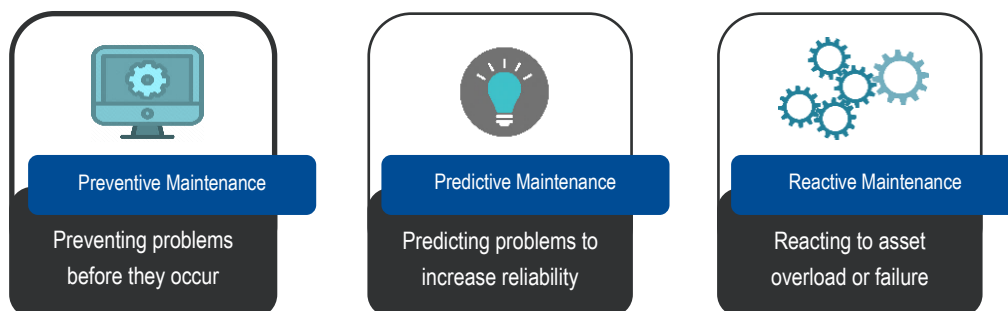 Preventive Maintenance
Preventing problems
before they occur
Predictive Maintenance
Predicting problems to
increase reliability
Reactive Maintenance
Reacting to asset
overload or failure